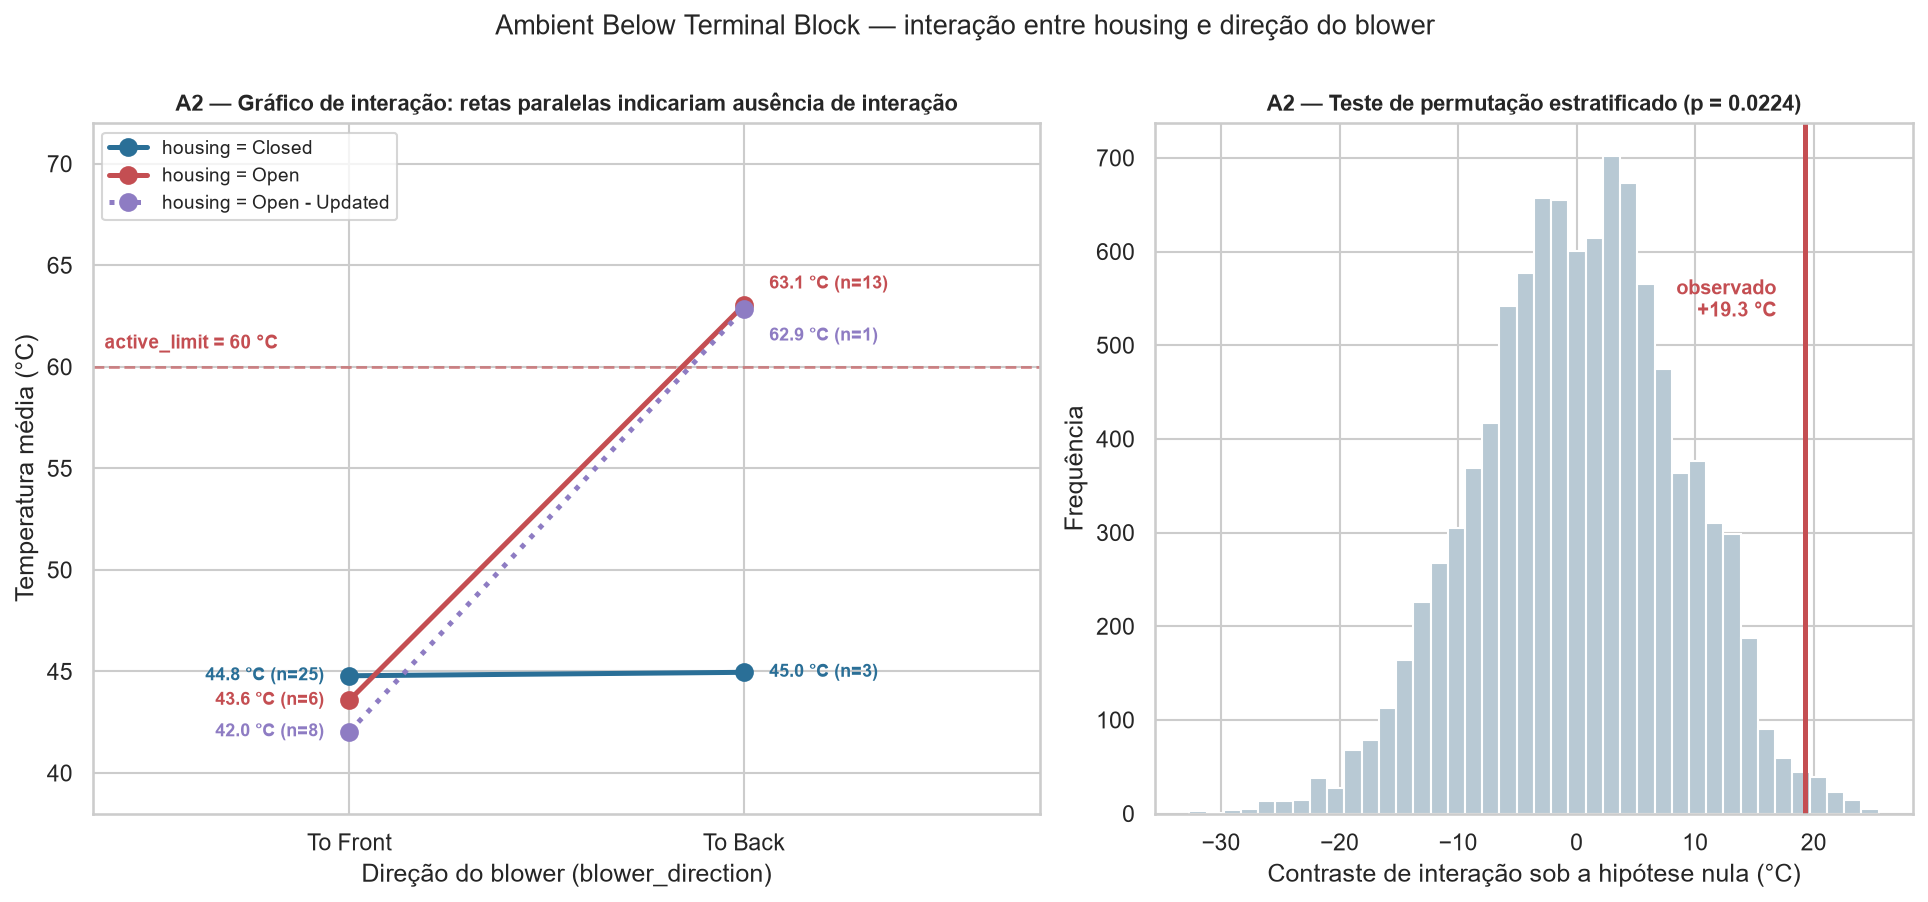 Ambient Below Terminal Block — interação entre housing e direção do blower
A2 — Gráfico de interação: retas paralelas indicariam ausência de interação
housing = Closed
housing = Open
housing = Open - Updated
70
65
60
55
50
45
40
Temperatura média (°C)
active_limit = 60 °C
63.1 °C (n=13)
62.9 °C (n=1)
44.8 °C (n=25)
45.0 °C (n=3)
43.6 °C (n=6)
42.0 °C (n=8)
To Front
To Back
Direção do blower (blower_direction)
A2 — Teste de permutação estratificado (p = 0.0224)
700
600
500
400
300
200
100
0
Frequência
observado
+19.3 °C
−30
−20
−10
0
10
20
Contraste de interação sob a hipótese nula (°C)